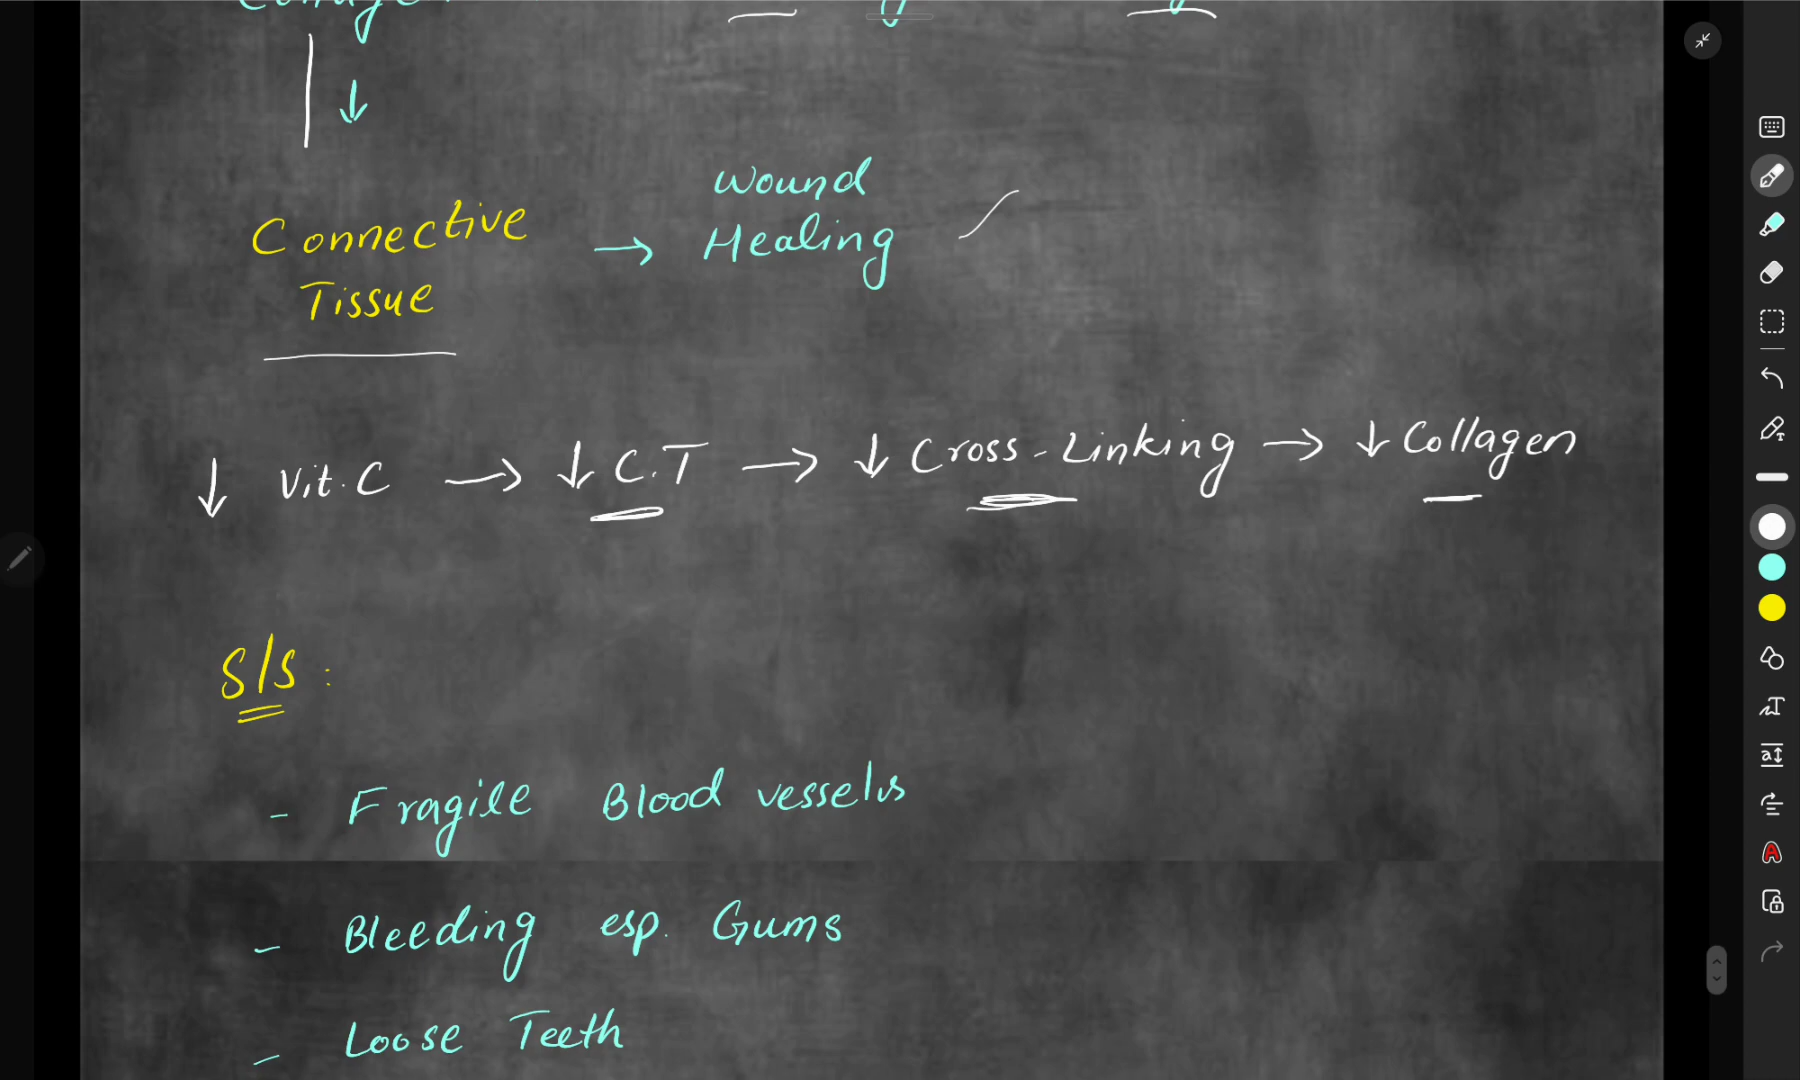 Wound
Connective → Healing
Tissue
↓ Vit. C → ↓ C.T → ↓ Cross-Linking → ↓ Collagen
S/S :
- Fragile Blood vessels
- Bleeding esp. Gums
- Loose Teeth